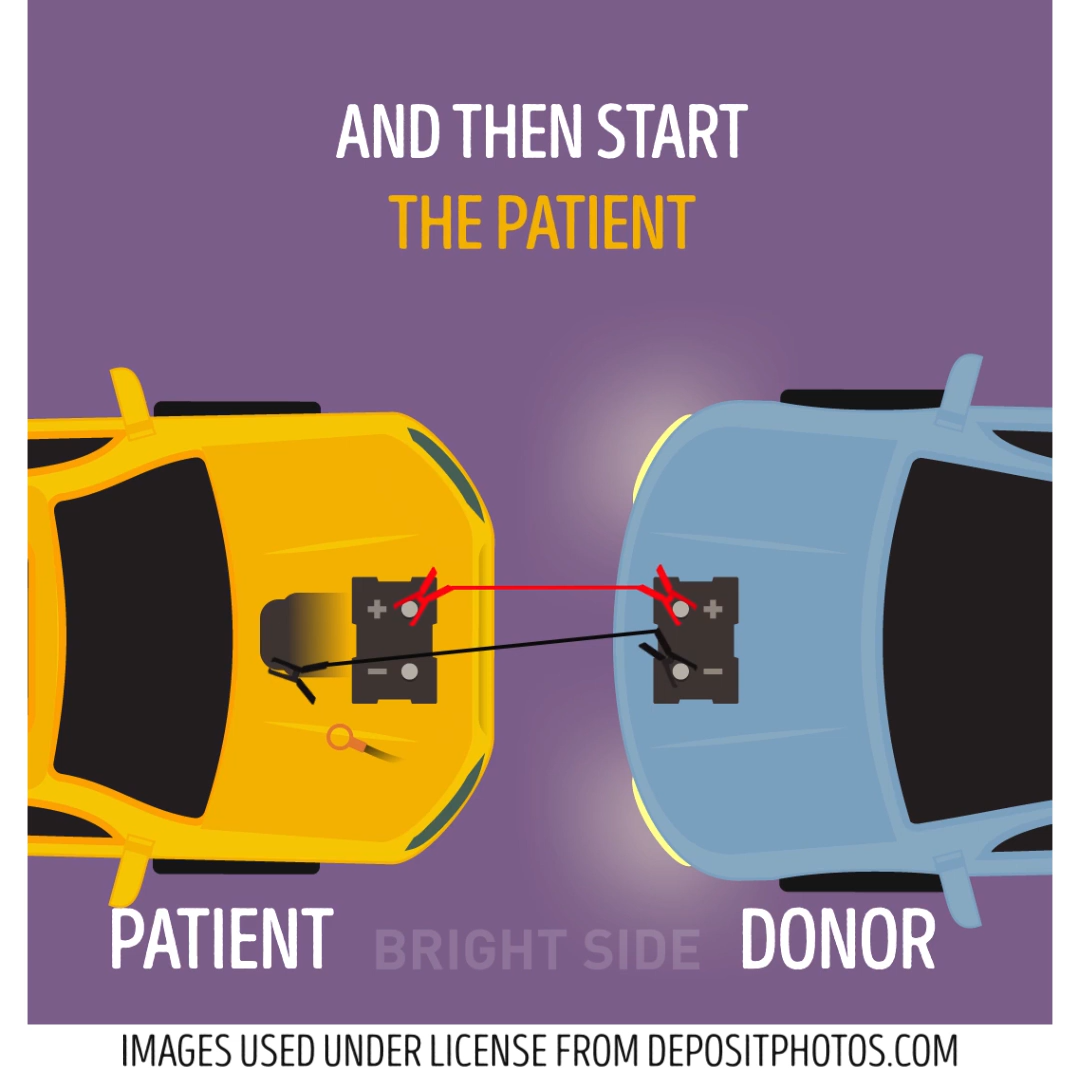 AND THEN START
THE PATIENT
+
+
−
−
PATIENT
BRIGHT SIDE
DONOR
IMAGES USED UNDER LICENSE FROM DEPOSITPHOTOS.COM